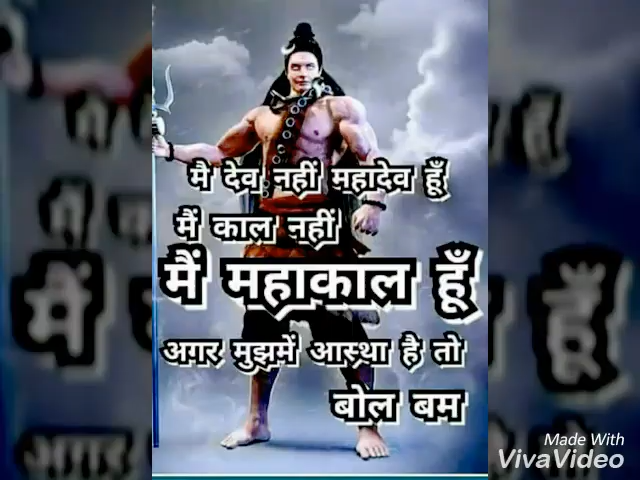 मै देव नहीं महादेव हूँ
मैं काल नहीं
मैं महाकाल हूँ
अगर मुझमें आस्था है तो
बोल बम
Made With
VivaVideo